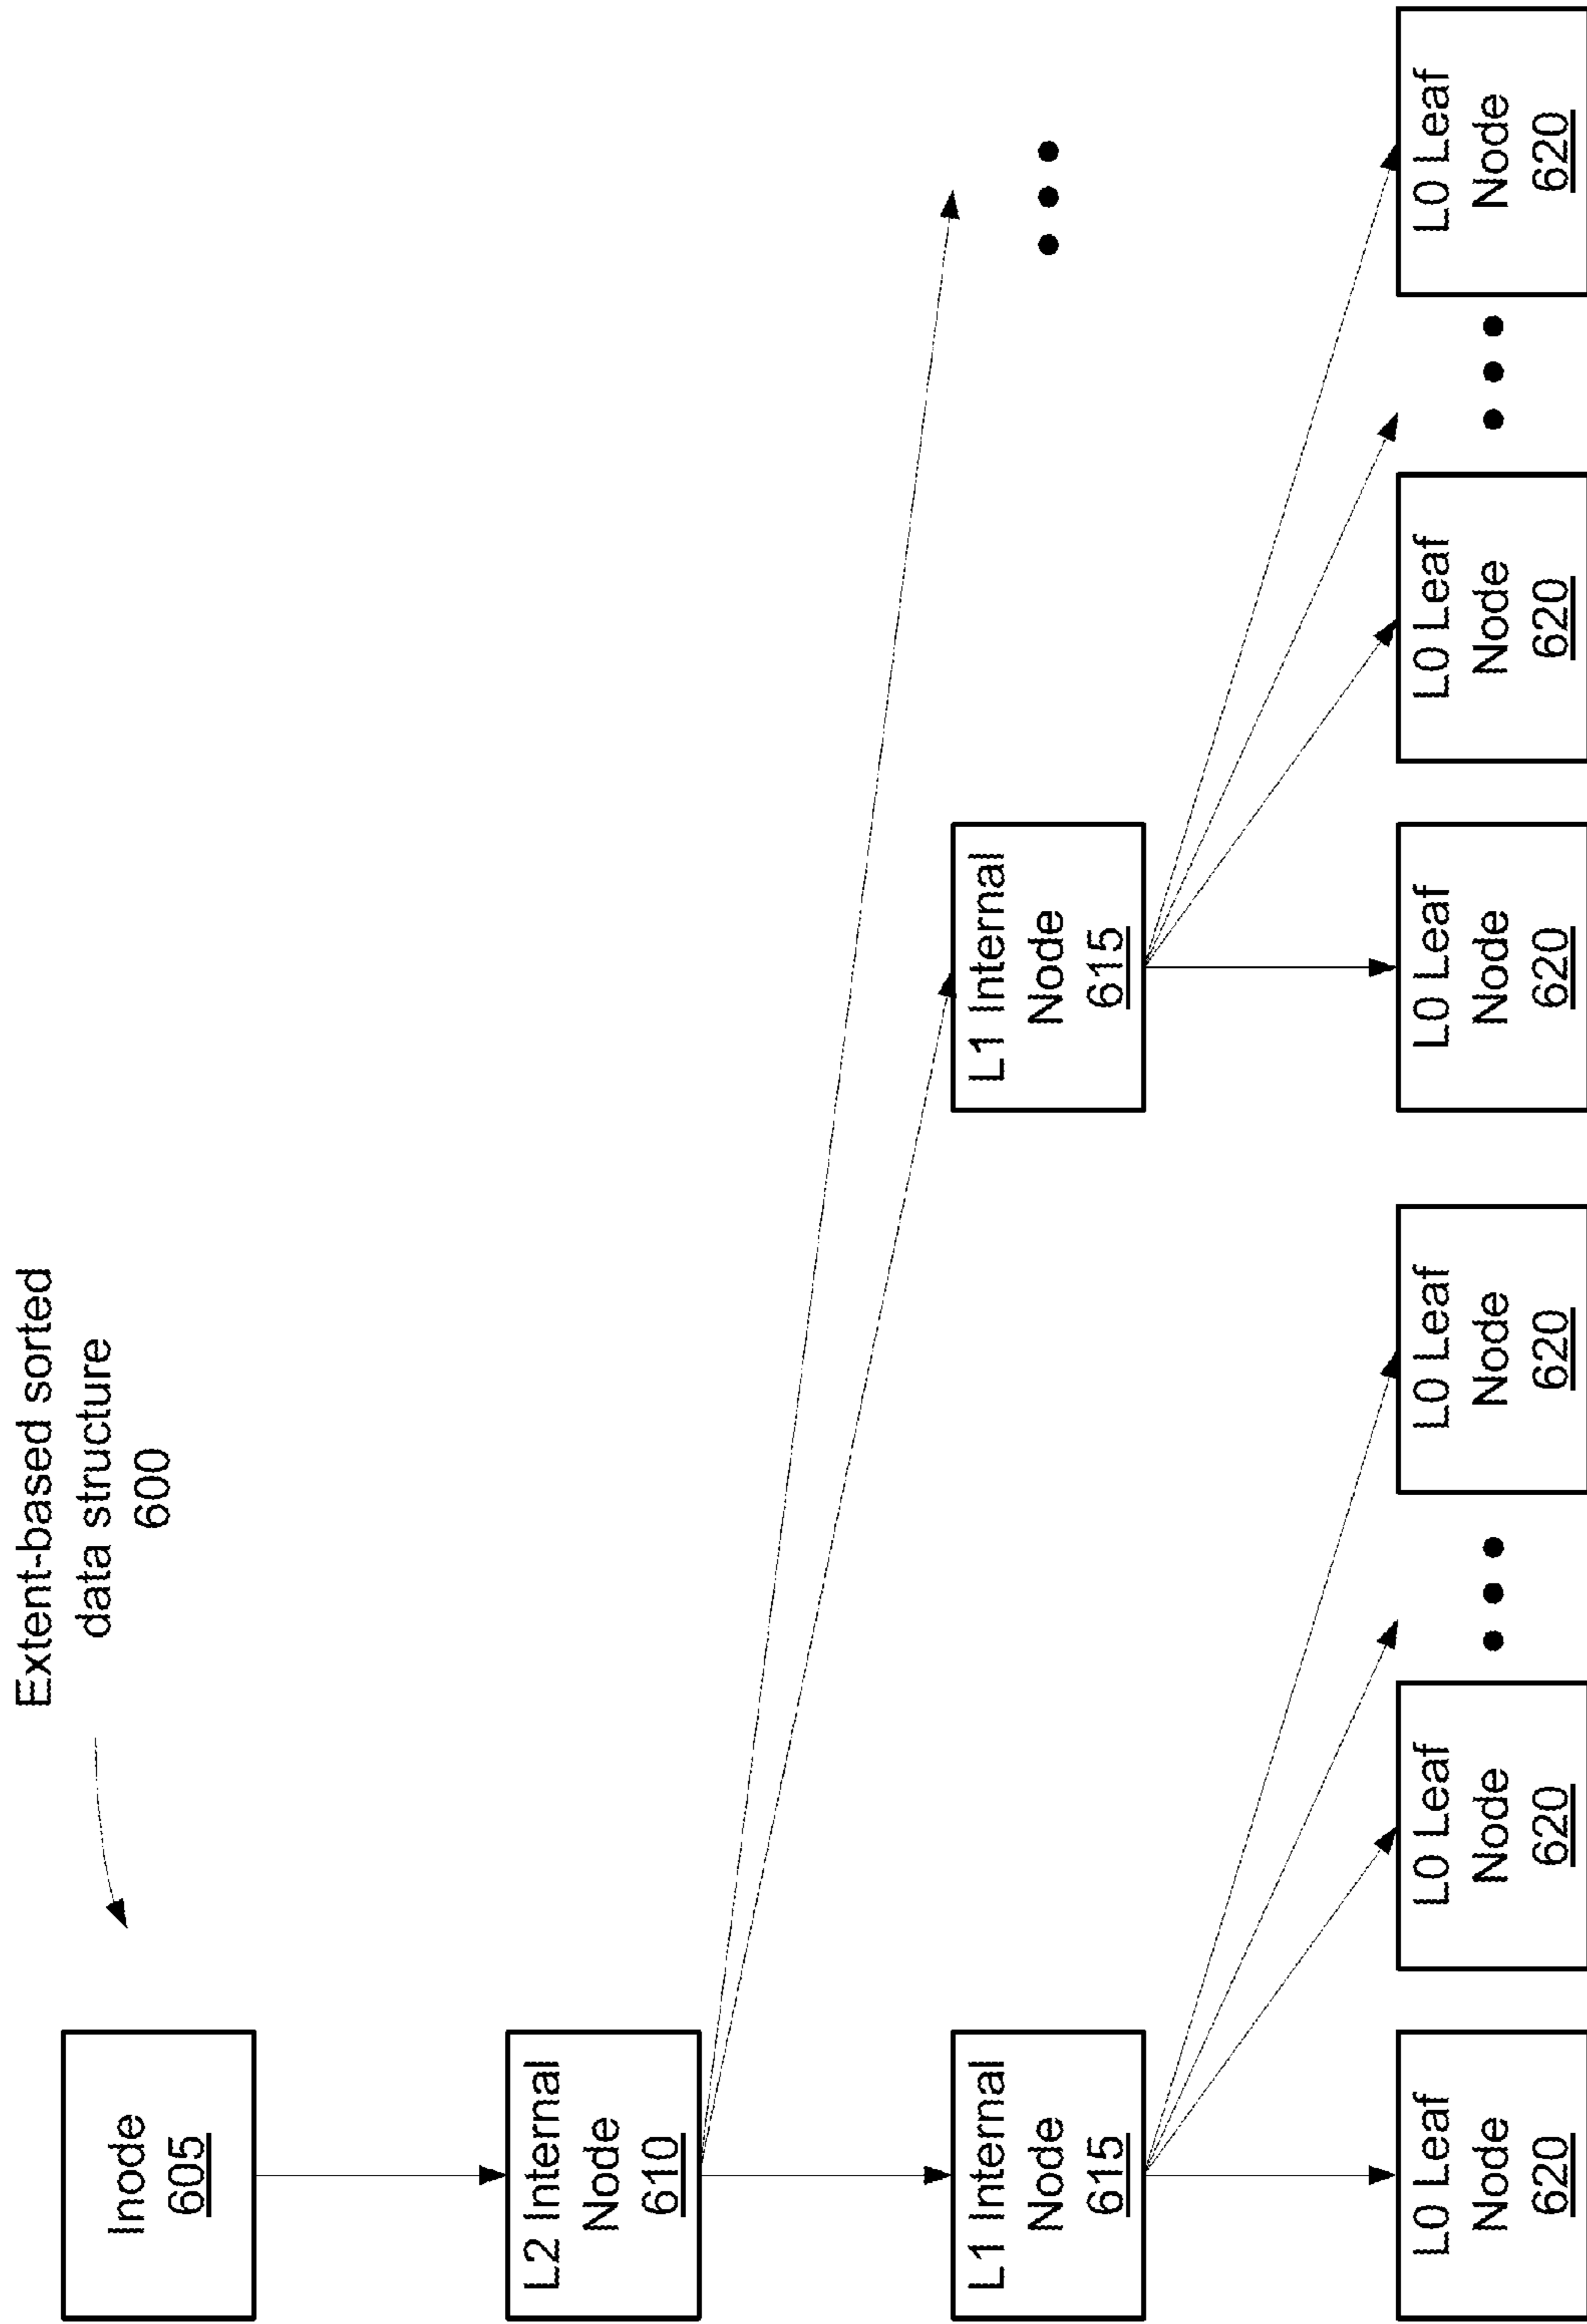 Extent-based sorted
data structure
600
Inode
605
L2 Internal
Node
610
L1 Internal
Node
615
L1 Internal
Node
615
L0 Leaf
Node
620
L0 Leaf
Node
620
L0 Leaf
Node
620
L0 Leaf
Node
620
L0 Leaf
Node
620
L0 Leaf
Node
620